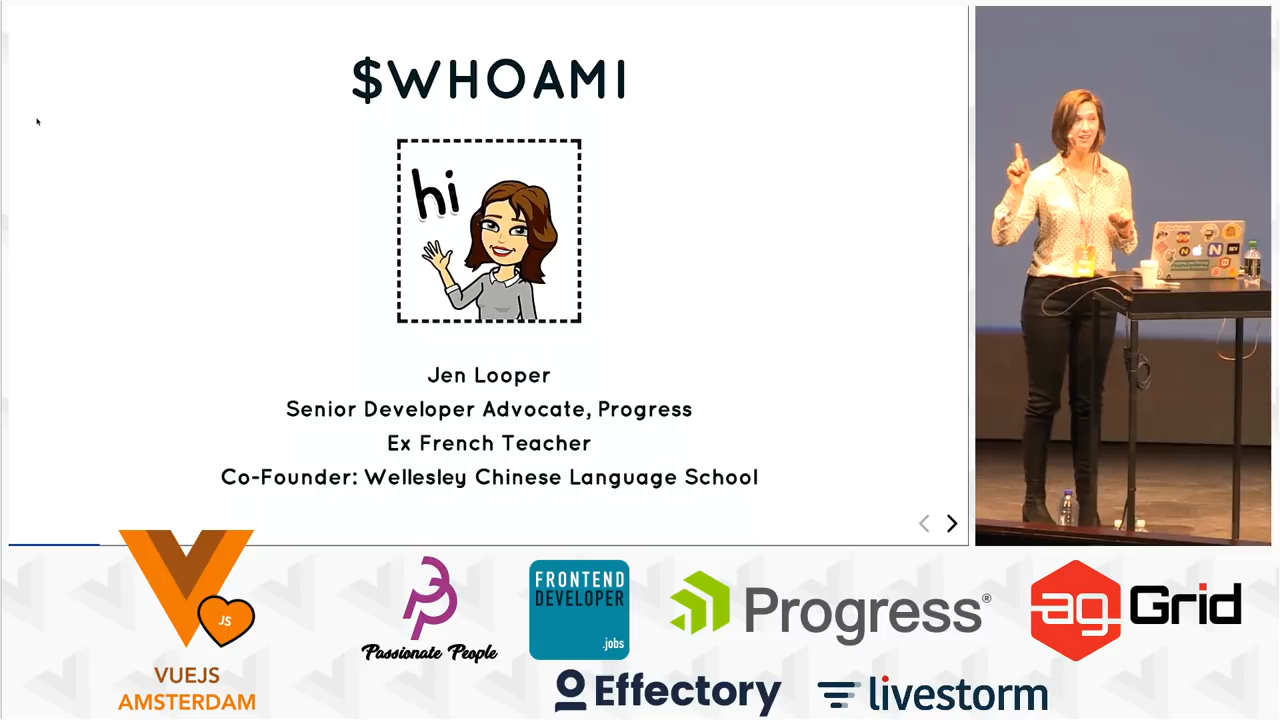 $WHOAMI
hi
Jen Looper
Senior Developer Advocate, Progress
Ex French Teacher
Co-Founder: Wellesley Chinese Language School
JS
VUEJS
AMSTERDAM
Passionate People
FRONTEND
DEVELOPER
.jobs
Progress®
ag Grid
Effectory
livestorm